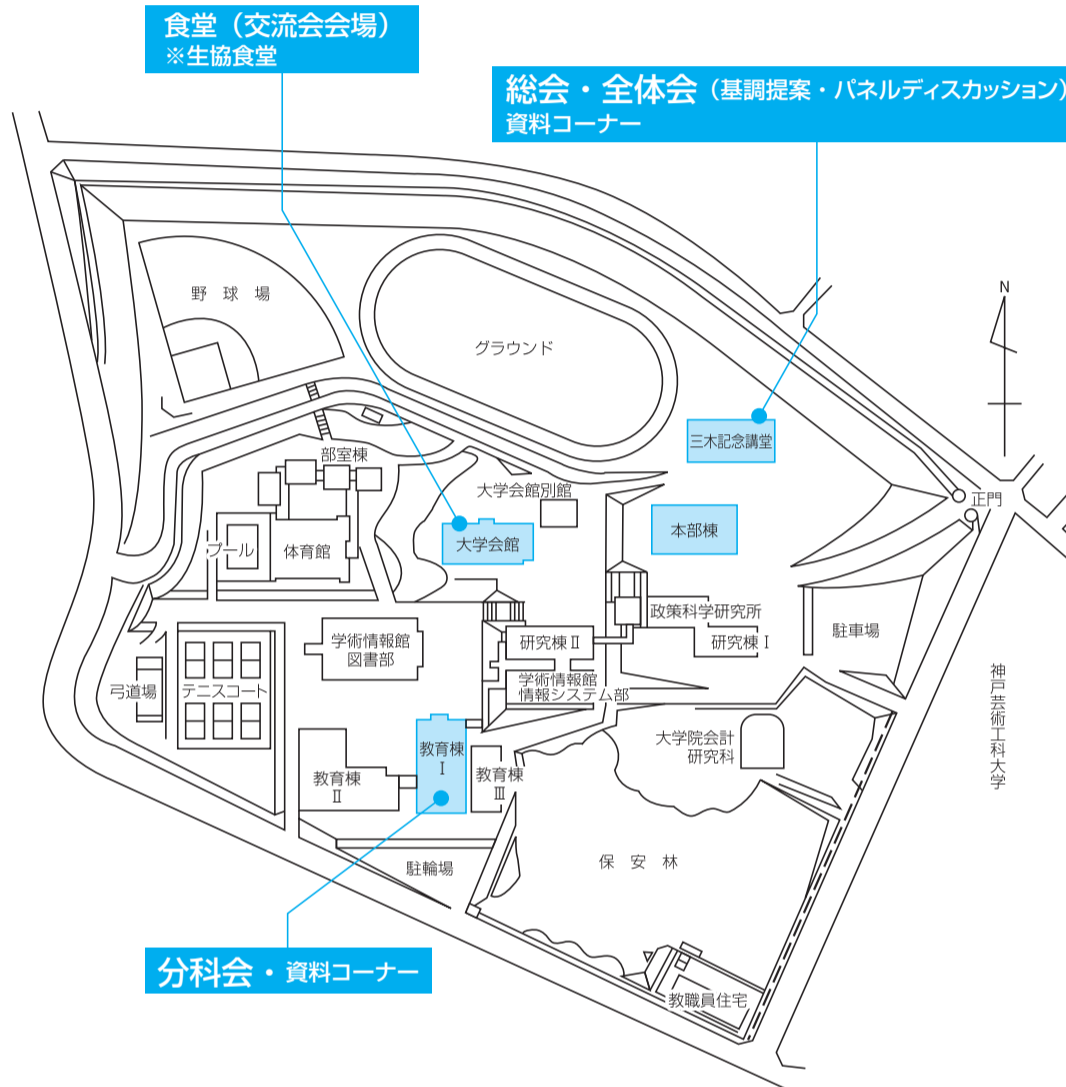 食堂（交流会会場）
※生協食堂
総会・全体会（基調提案・パネルディスカッション）
資料コーナー
野 球 場
グラウンド
N
三木記念講堂
正門
部室棟
大学会館別館
本部棟
大学会館
プール
体育館
政策科学研究所
研究棟Ⅰ
駐車場
学術情報館
図書部
研究棟Ⅱ
学術情報館
情報システム部
弓道場
テニスコート
神戸芸術工科大学
大学院会計
研究科
教育棟
Ⅰ
教育棟
Ⅱ
教育棟
Ⅲ
駐輪場
保 安 林
分科会・資料コーナー
教職員住宅